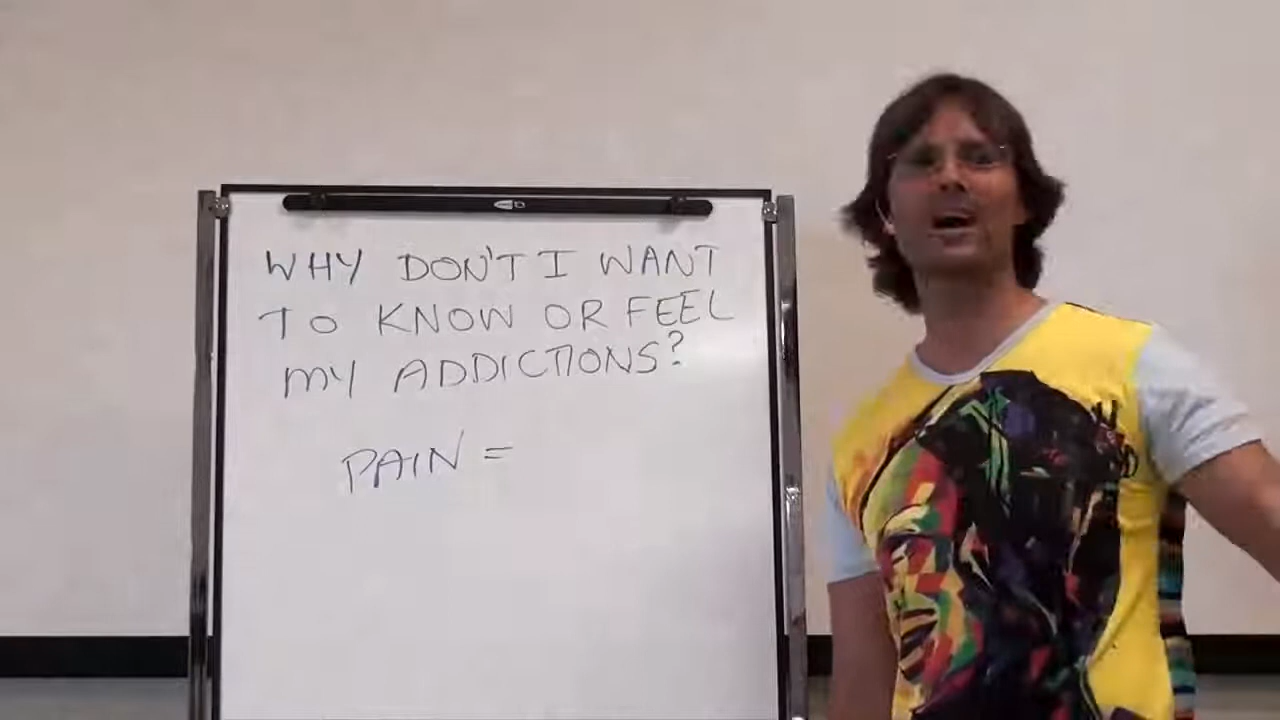 WHY DON'T I WANT
TO KNOW OR FEEL
MY ADDICTIONS?
PAIN =